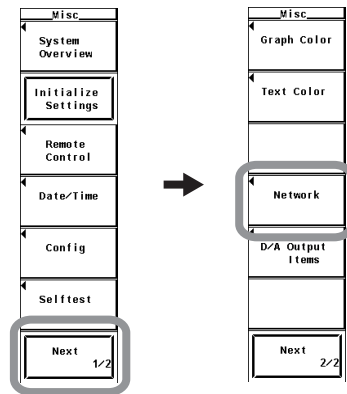 Misc
System
Overview
Initialize
Settings
Remote
Control
Date/Time
Config
Selftest
Next
1/2
Misc
Graph Color
Text Color
Network
D/A Output
Items
Next
2/2